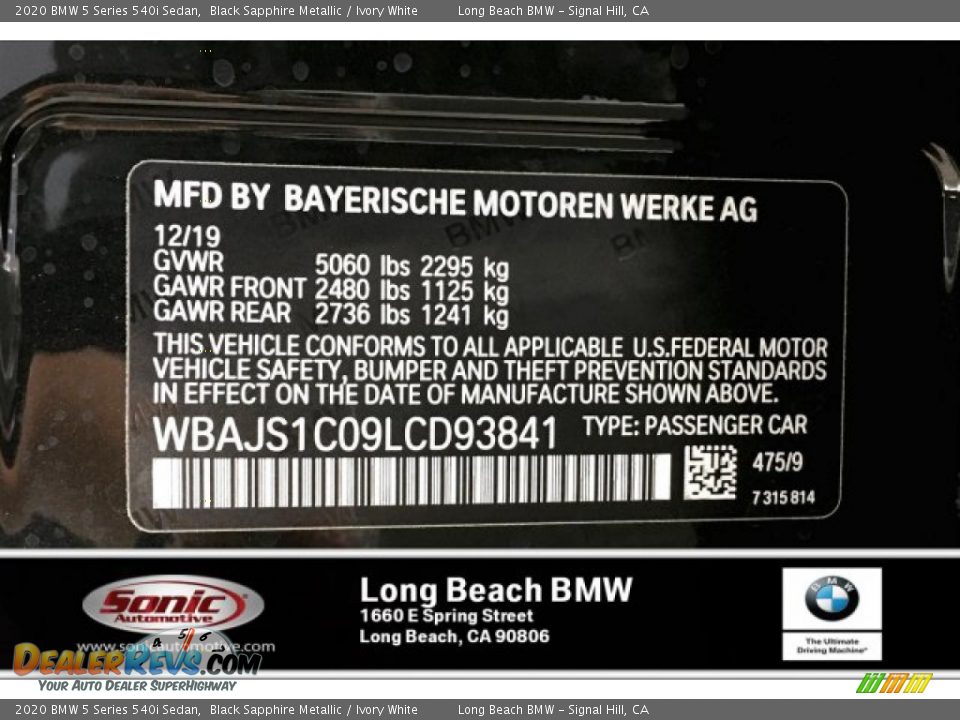 2020 BMW 5 Series 540i Sedan, Black Sapphire Metallic / Ivory White Long Beach BMW - Signal Hill, CA
MFD BY BAYERISCHE MOTOREN WERKE AG
12/19
GVWR 5060 lbs 2295 kg
GAWR FRONT 2480 lbs 1125 kg
GAWR REAR 2736 lbs 1241 kg
THIS VEHICLE CONFORMS TO ALL APPLICABLE U.S.FEDERAL MOTOR
VEHICLE SAFETY, BUMPER AND THEFT PREVENTION STANDARDS
IN EFFECT ON THE DATE OF MANUFACTURE SHOWN ABOVE.
WBAJS1C09LCD93841 TYPE: PASSENGER CAR
475/9
7 315 814
Sonic
Automotive
www.sonicautomotive.com
Long Beach BMW
1660 E Spring Street
Long Beach, CA 90806
BMW
The Ultimate
Driving Machine®
DealerRevs.com
Your Auto Dealer SuperHighway
2020 BMW 5 Series 540i Sedan, Black Sapphire Metallic / Ivory White Long Beach BMW - Signal Hill, CA